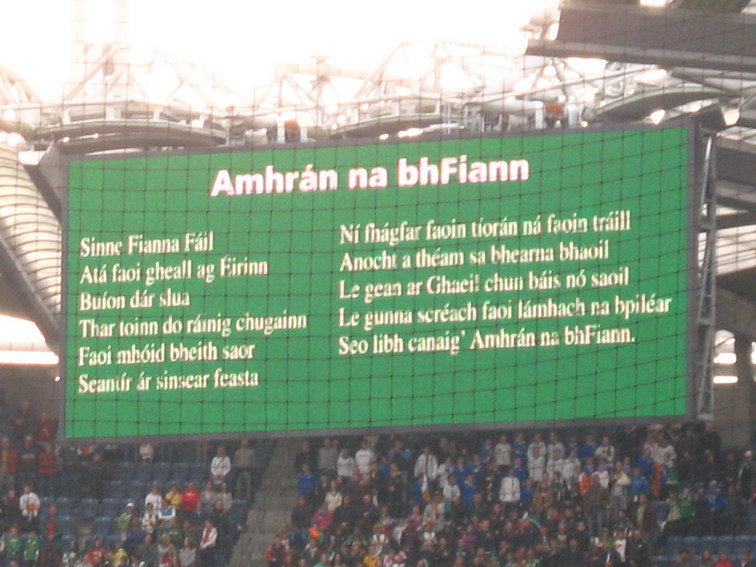 Amhrán na bhFiann
Sinne Fianna Fáil
Atá faoi gheall ag Éirinn
Buíon dár slua
Thar toinn do ráinig chugainn
Faoi mhóid bheith saor
Seantír ár sinsear feasta
Ní fhágfar faoin tíorán ná faoin tráill
Anocht a théam sa bhearna bhaoil
Le gean ar Ghaeil chun báis nó saoil
Le gunna scréach faoi lámhach na bpiléar
Seo libh canaig' Amhrán na bhFiann.